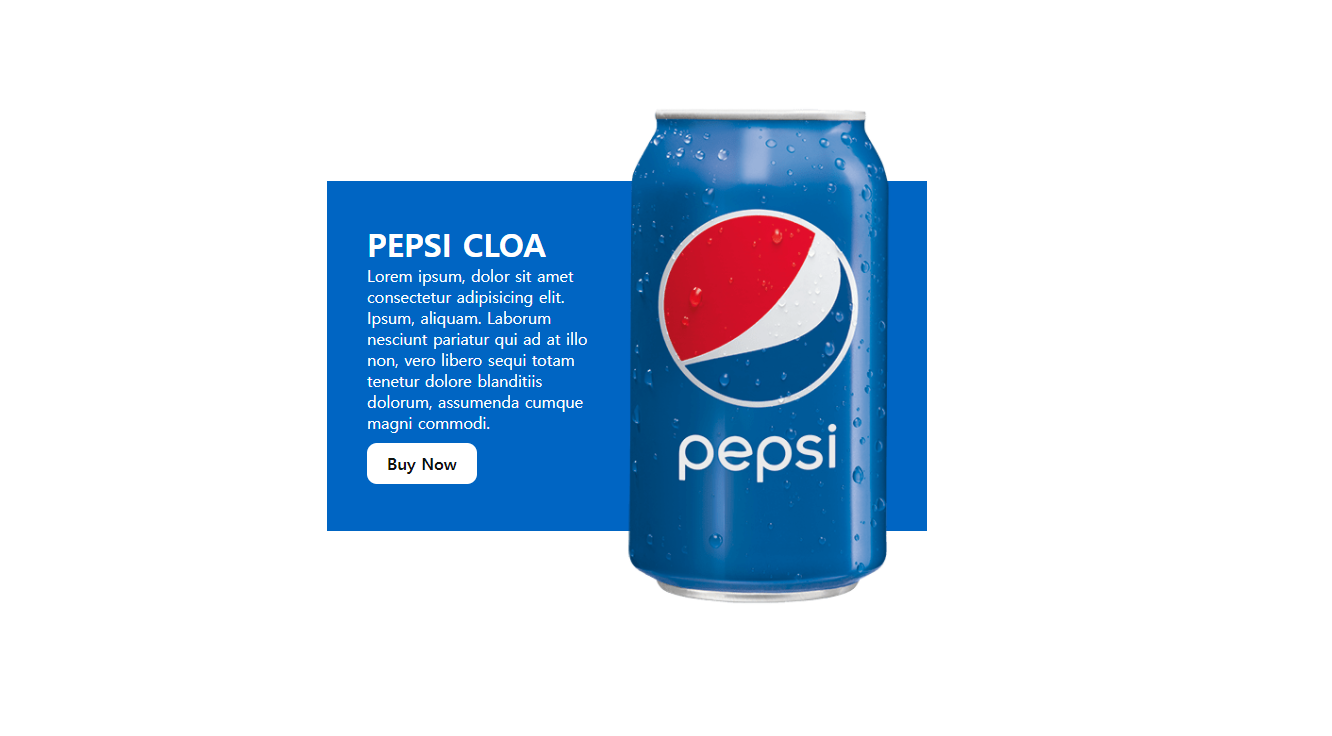 PEPSI CLOA
Lorem ipsum, dolor sit amet
consectetur adipisicing elit.
Ipsum, aliquam. Laborum
nesciunt pariatur qui ad at illo
non, vero libero sequi totam
tenetur dolore blanditiis
dolorum, assumenda cumque
magni commodi.
Buy Now
pepsi